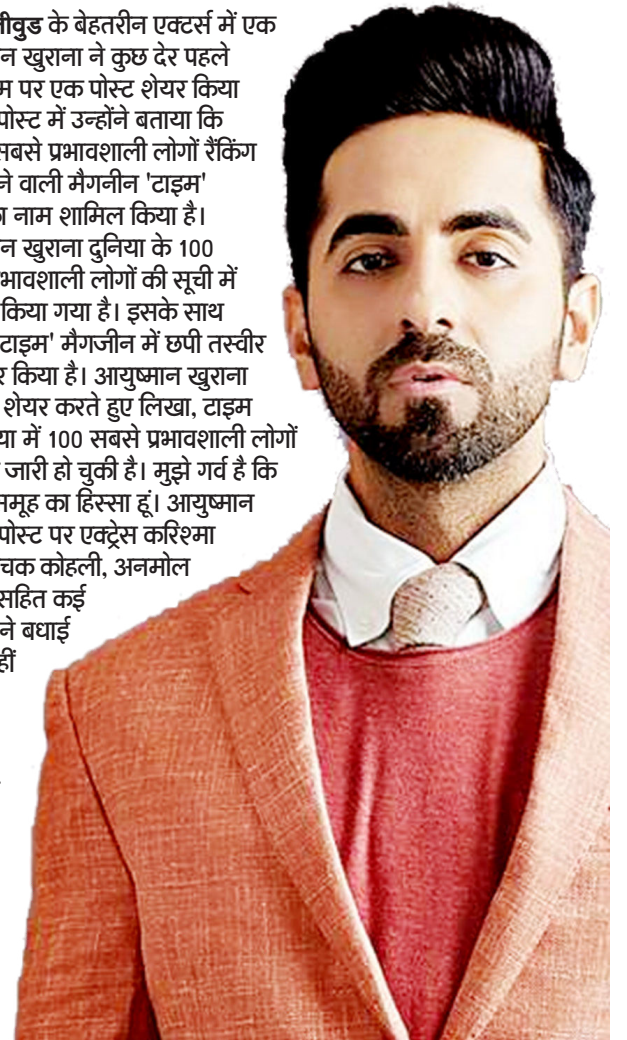 लीवुड के बेहतरीन एक्टर्स में एक
न खुराना ने कुछ देर पहले
म पर एक पोस्ट शेयर किया
पोस्ट में उन्होंने बताया कि
सबसे प्रभावशाली लोगों रैंकिंग
ने वाली मैगनीन 'टाइम'
नाम शामिल किया है।
न खुराना दुनिया के 100
भावशाली लोगों की सूची में
किया गया है। इसके साथ
टाइम' मैगजीन में छपी तस्वीर
र किया है। आयुष्मान खुराना
शेयर करते हुए लिखा, टाइम
या में 100 सबसे प्रभावशाली लोगों
जारी हो चुकी है। मुझे गर्व है कि
समूह का हिस्सा हूं। आयुष्मान
पोस्ट पर एक्ट्रेस करिश्मा
चक कोहली, अनमोल
सहित कई
ने बधाई
हीं